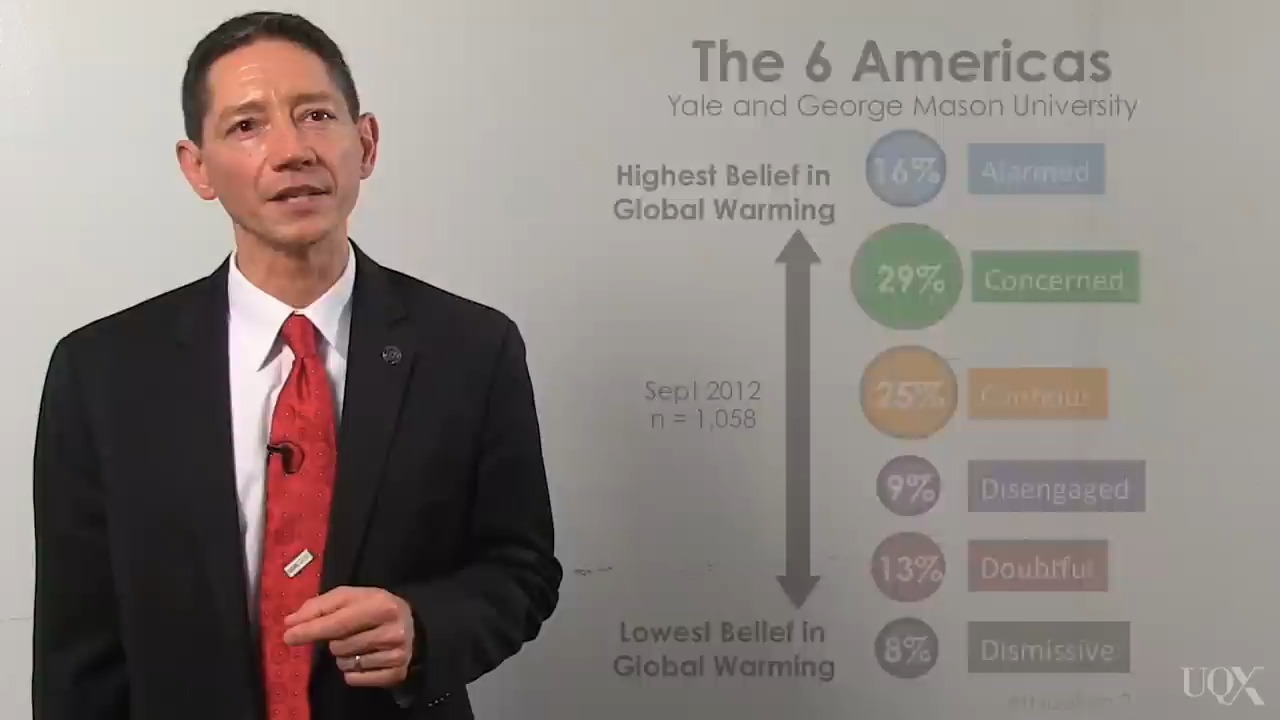 The 6 Americas
Yale and George Mason University
Highest Belief in
Global Warming
16% Alarmed
29% Concerned
Sept 2012
n = 1,058
25% Cautious
9% Disengaged
13% Doubtful
Lowest Belief in
Global Warming
8% Dismissive
UQX